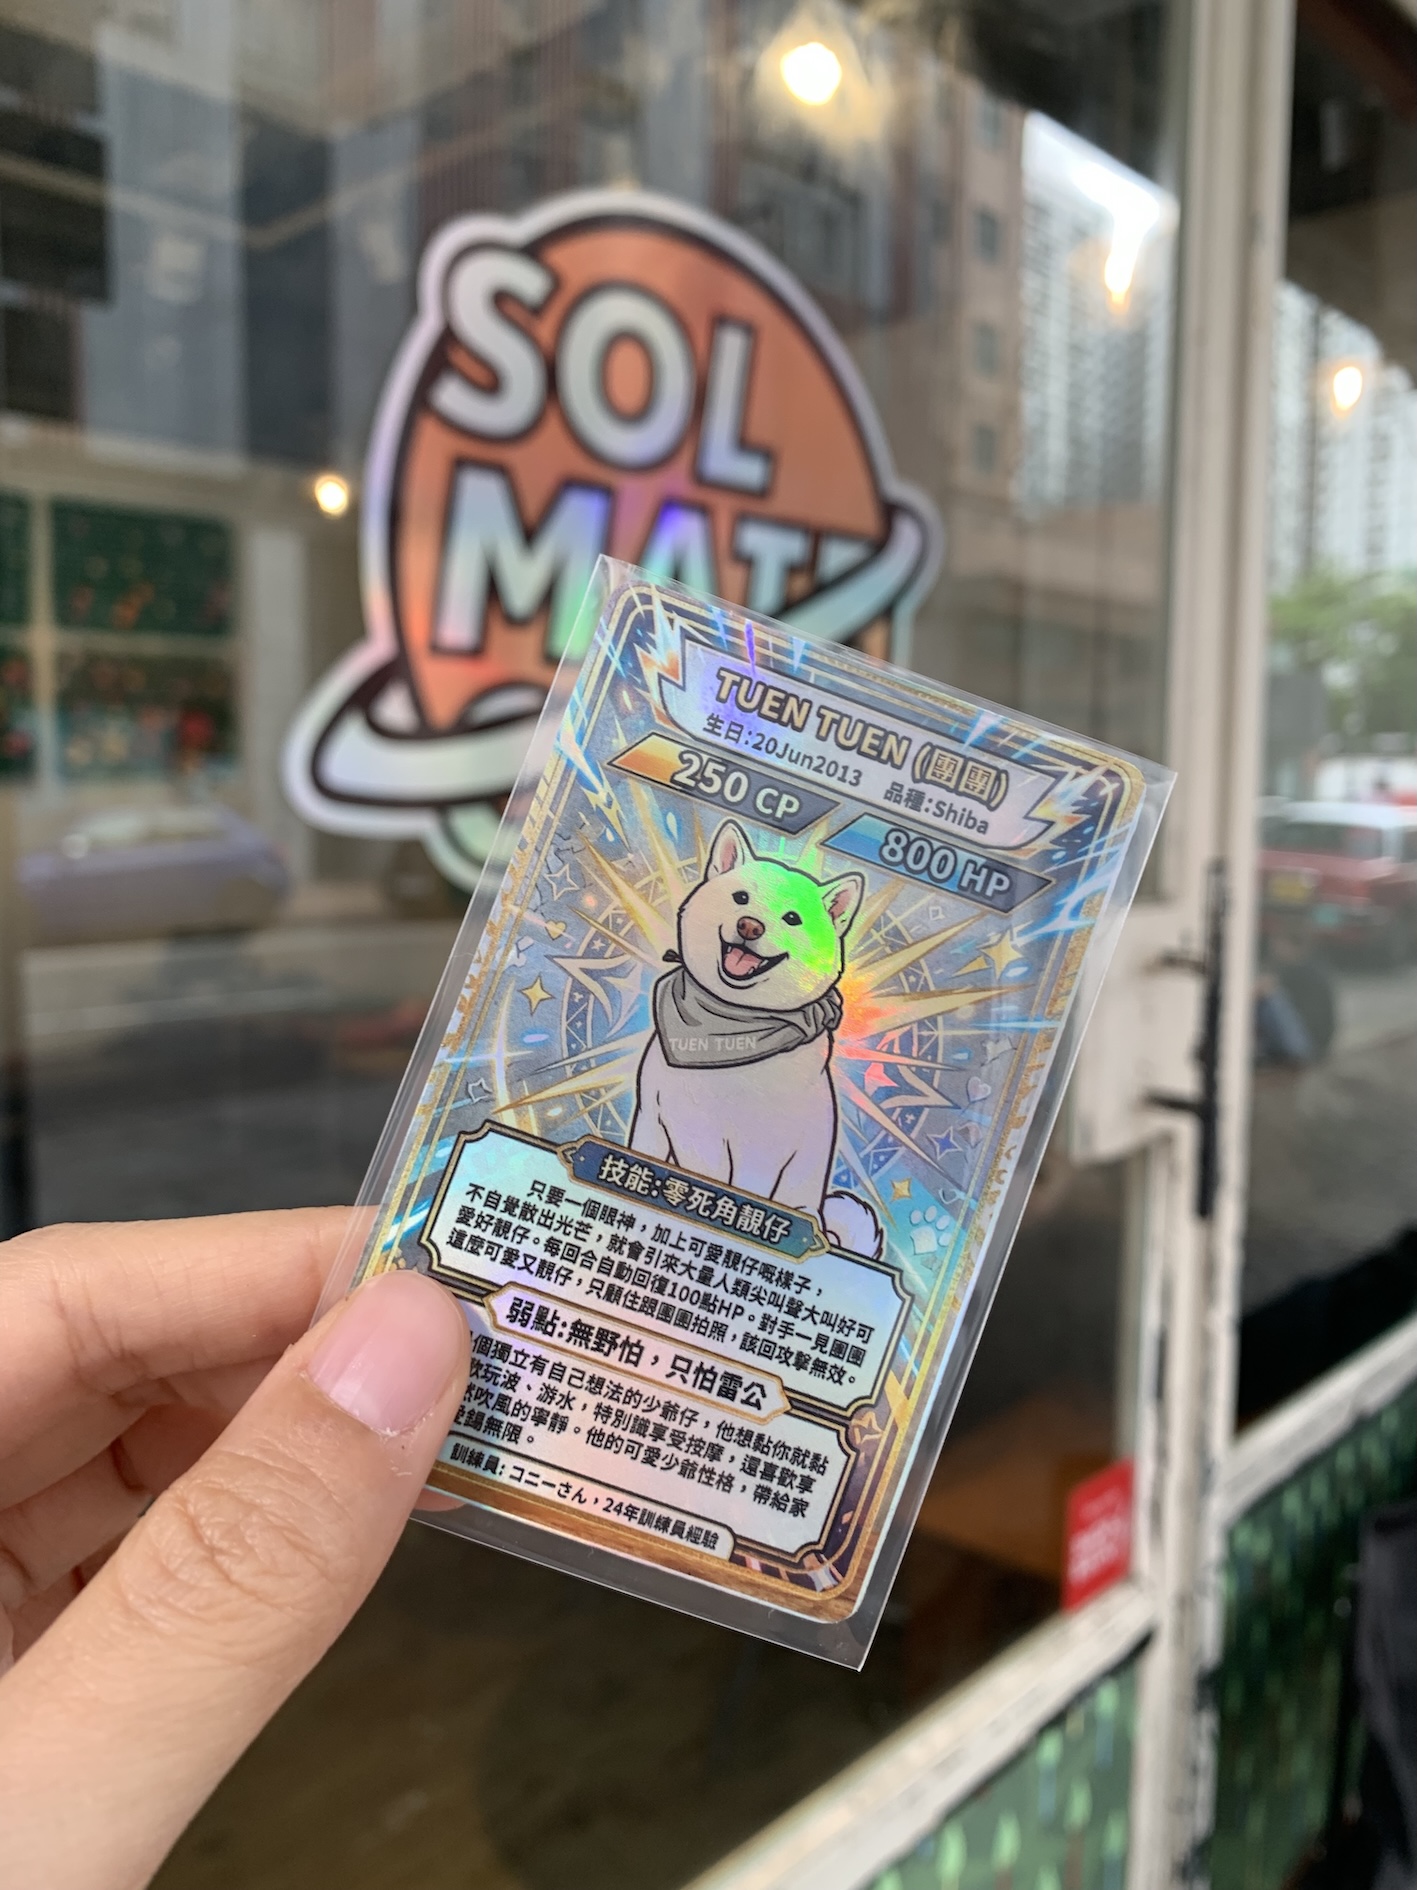 SOL
MATE
TUEN TUEN (團團)
生日:20Jun2013 品種:Shiba
250 CP
800 HP
TUEN TUEN
技能:零死角靚仔
只要一個眼神，加上可愛靚仔嘅樣子，
不自覺散出光芒，就會引來大量人類尖叫聲大叫好可
愛好靚仔。每回合自動回復100點HP。對手一見團團
這麼可愛又靚仔，只顧住跟團團拍照，該回攻擊無效。
弱點:無野怕，只怕雷公
個獨立有自己想法的少爺仔，他想黏你就黏
歡玩波、游水，特別識享受按摩，還喜歡享
然吹風的寧靜。他的可愛少爺性格，帶給家
歡無限。
訓練員: コニーさん，24年訓練員經驗